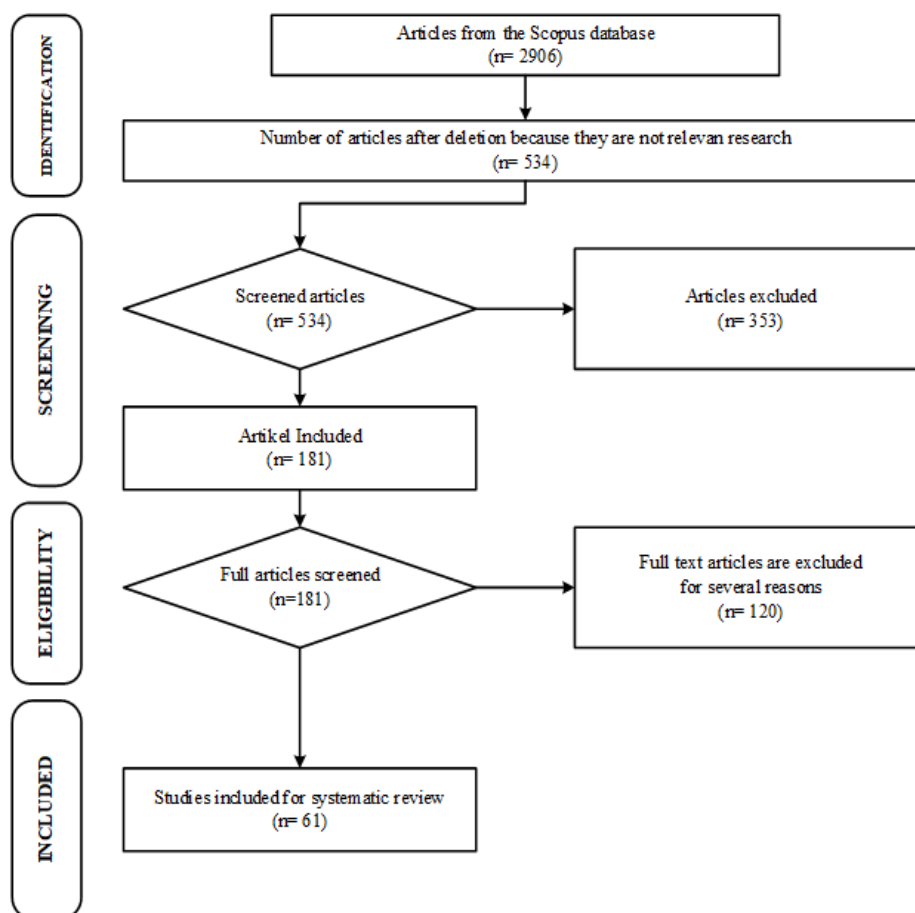 IDENTIFICATION
Articles from the Scopus database
(n= 2906)
Number of articles after deletion because they are not relevan research
(n= 534)
SCREENINNG
Screened articles
(n= 534)
Articles excluded
(n= 353)
Artikel Included
(n= 181)
ELIGIBILITY
Full articles screened
(n=181)
Full text articles are excluded
for several reasons
(n= 120)
INCLUDED
Studies included for systematic review
(n= 61)